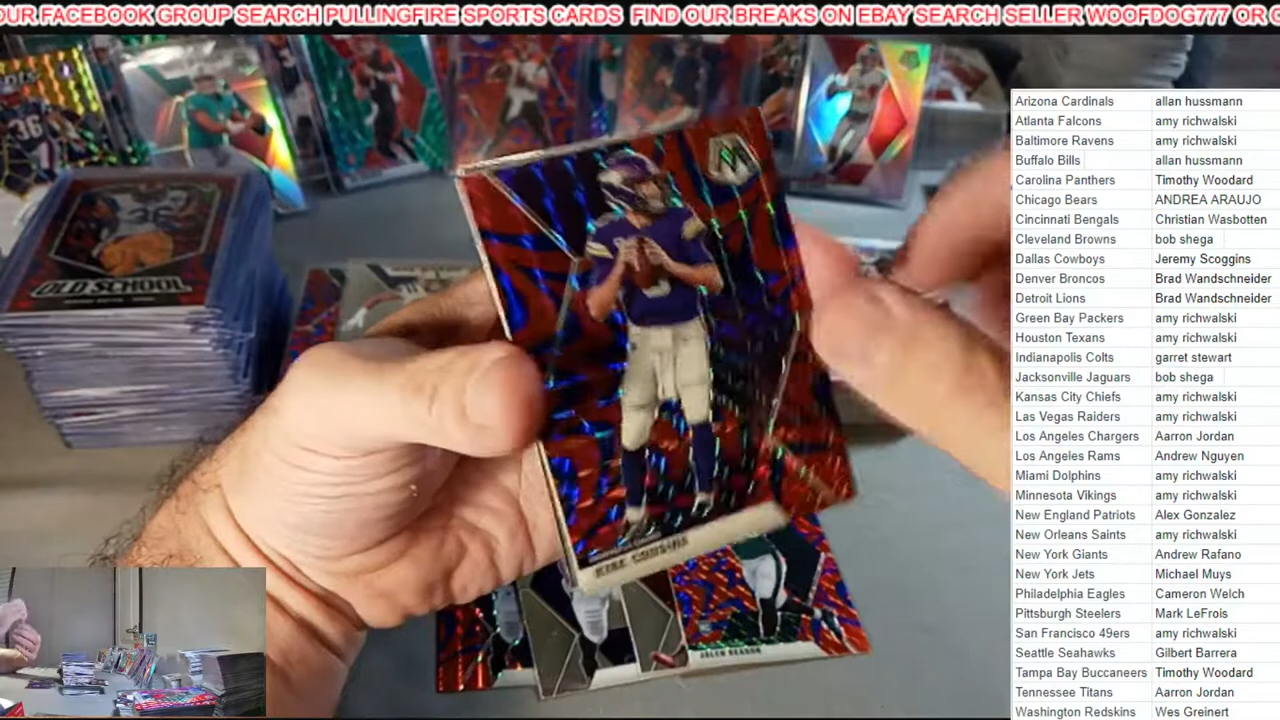 OUR FACEBOOK GROUP SEARCH PULLINGFIRE SPORTS CARDS  FIND OUR BREAKS ON EBAY SEARCH SELLER WOOFDOG777 OR
36
OLD SCHOOL
M
KIRK COUSINS
JALEN REAGOR
Arizona Cardinals allan hussmann
Atlanta Falcons amy richwalski
Baltimore Ravens amy richwalski
Buffalo Bills allan hussmann
Carolina Panthers Timothy Woodard
Chicago Bears ANDREA ARAUJO
Cincinnati Bengals Christian Wasbotten
Cleveland Browns bob shega
Dallas Cowboys Jeremy Scoggins
Denver Broncos Brad Wandschneider
Detroit Lions Brad Wandschneider
Green Bay Packers amy richwalski
Houston Texans amy richwalski
Indianapolis Colts garret stewart
Jacksonville Jaguars bob shega
Kansas City Chiefs amy richwalski
Las Vegas Raiders amy richwalski
Los Angeles Chargers Aarron Jordan
Los Angeles Rams Andrew Nguyen
Miami Dolphins amy richwalski
Minnesota Vikings amy richwalski
New England Patriots Alex Gonzalez
New Orleans Saints amy richwalski
New York Giants Andrew Rafano
New York Jets Michael Muys
Philadelphia Eagles Cameron Welch
Pittsburgh Steelers Mark LeFrois
San Francisco 49ers amy richwalski
Seattle Seahawks Gilbert Barrera
Tampa Bay Buccaneers Timothy Woodard
Tennessee Titans Aarron Jordan
Washington Redskins Wes Greinert